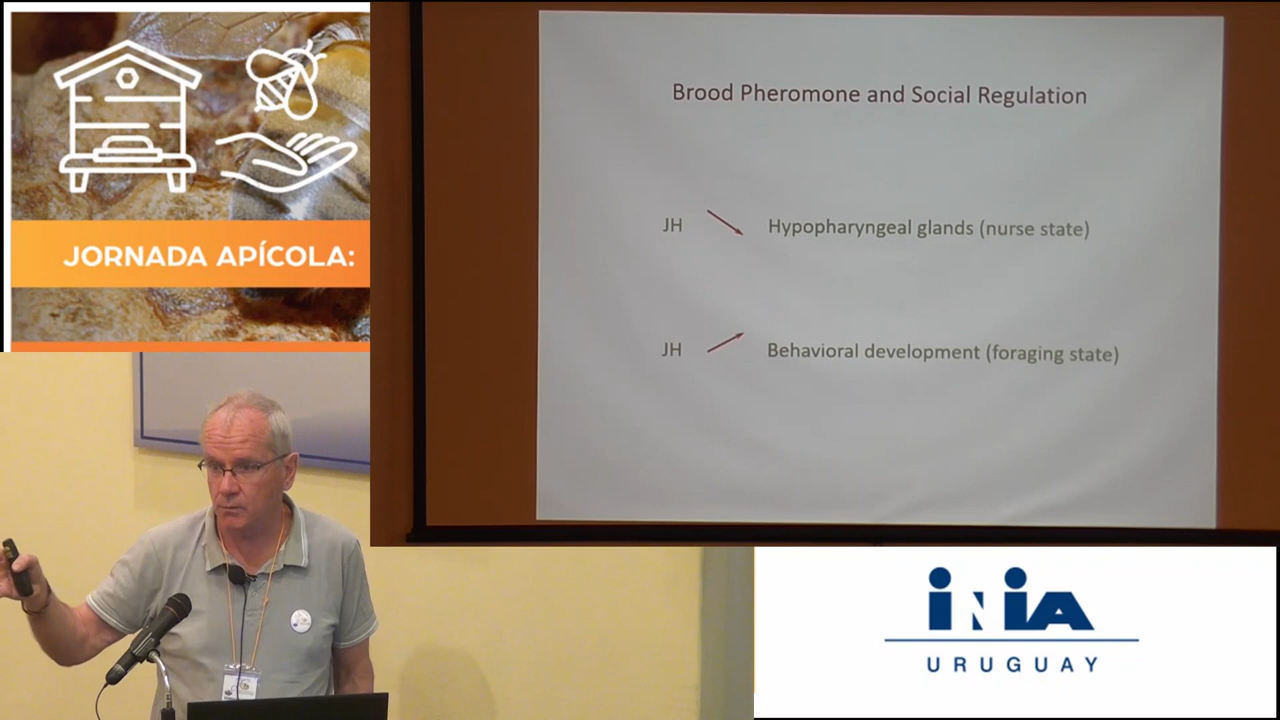 JORNADA APÍCOLA:
Brood Pheromone and Social Regulation
JH Hypopharyngeal glands (nurse state)
JH Behavioral development (foraging state)
INIA
URUGUAY